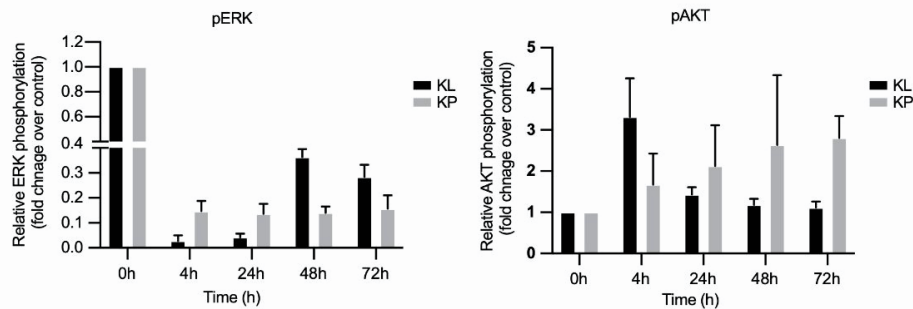 pERK
Relative ERK phosphorylation
(fold chnage over control)
1.2
1.0
0.8
0.6
0.4
0.3
0.2
0.1
0.0
0h
4h
24h
48h
72h
Time (h)
KL
KP
pAKT
Relative AKT phosphorylation
(fold chnage over control)
5
4
3
2
1
0
0h
4h
24h
48h
72h
Time (h)
KL
KP